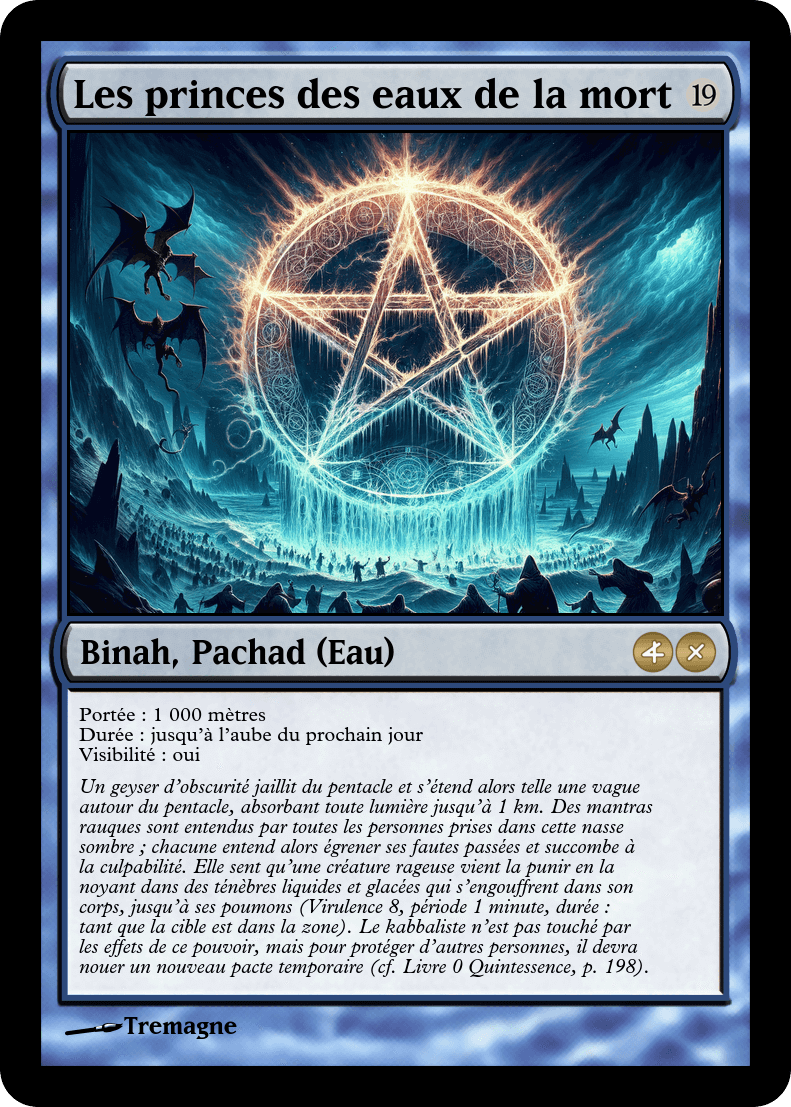 Les princes des eaux de la mort 19
Binah, Pachad (Eau)
Portée : 1 000 mètres
Durée : jusqu'à l'aube du prochain jour
Visibilité : oui
Un geyser d'obscurité jaillit du pentacle et s'étend alors telle une vague
autour du pentacle, absorbant toute lumière jusqu'à 1 km. Des mantras
rauques sont entendus par toutes les personnes prises dans cette nasse
sombre ; chacune entend alors égrener ses fautes passées et succombe à
la culpabilité. Elle sent qu'une créature rageuse vient la punir en la
noyant dans des ténèbres liquides et glacées qui s'engouffrent dans son
corps, jusqu'à ses poumons (Virulence 8, période 1 minute, durée :
tant que la cible est dans la zone). Le kabbaliste n'est pas touché par
les effets de ce pouvoir, mais pour protéger d'autres personnes, il devra
nouer un nouveau pacte temporaire (cf. Livre 0 Quintessence, p. 198).
Tremagne